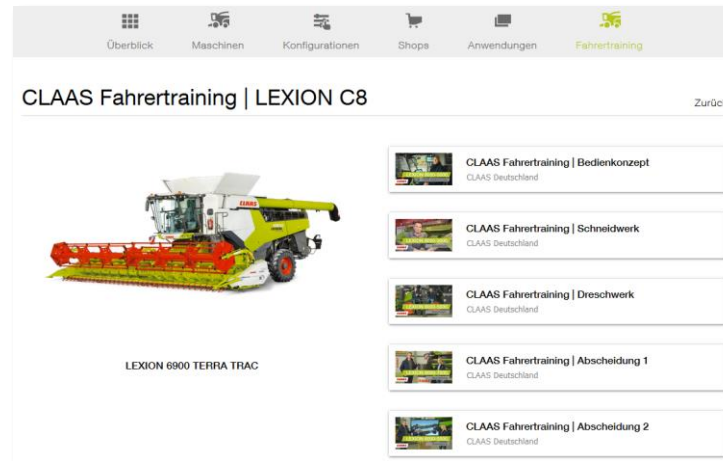 Überblick
Maschinen
Konfigurationen
Shops
Anwendungen
Fahrertraining
CLAAS Fahrertraining | LEXION C8
Zurüc
LEXION 6900 TERRA TRAC
CLAAS Fahrertraining | Bedienkonzept
CLAAS Deutschland
CLAAS Fahrertraining | Schneidwerk
CLAAS Deutschland
CLAAS Fahrertraining | Dreschwerk
CLAAS Deutschland
CLAAS Fahrertraining | Abscheidung 1
CLAAS Deutschland
CLAAS Fahrertraining | Abscheidung 2
CLAAS Deutschland